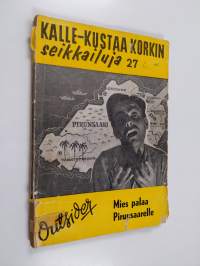 KALLE-KUSTAA KORKIN
seikkailuja 27
PIRUNSAARI
Outsider
Mies palaa
Pirunsaarelle